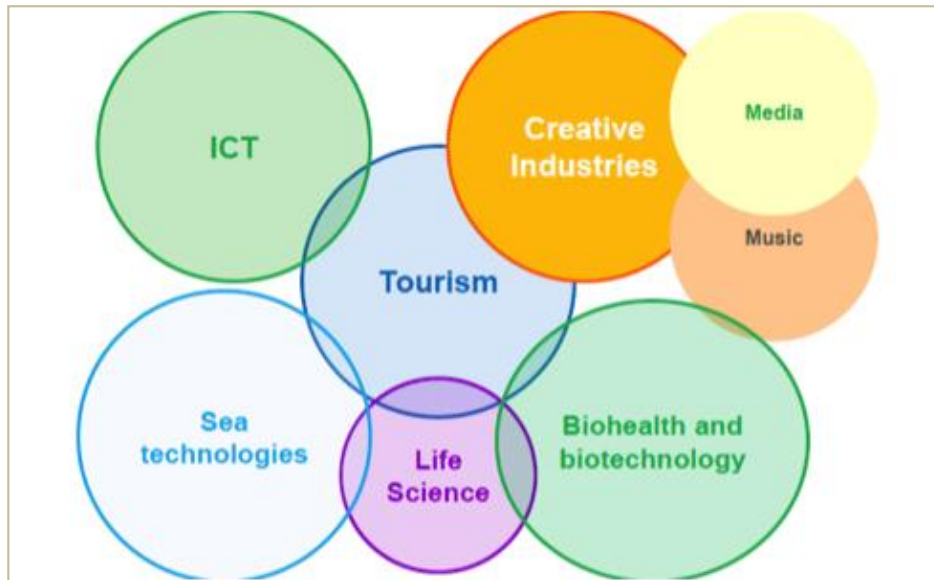 ICT
Creative
Industries
Media
Music
Tourism
Sea
technologies
Life
Science
Biohealth and
biotechnology